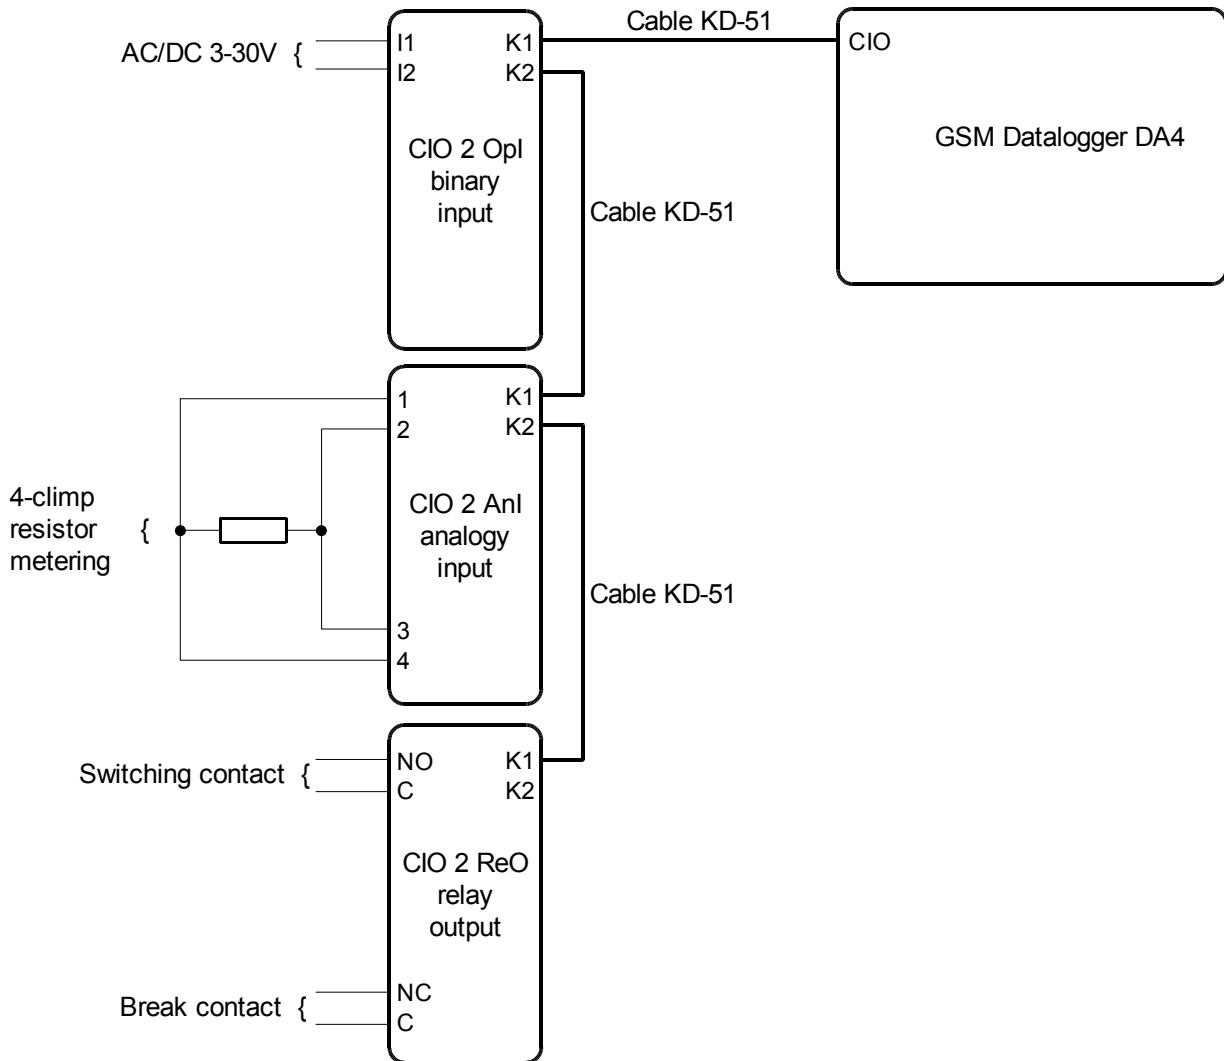 Cable KD-51
AC/DC 3-30V {
I1
K1
I2
K2
CIO
GSM Datalogger DA4
CIO 2 OpI
binary
input
Cable KD-51
1
K1
2
K2
4-climp
resistor
metering
{
CIO 2 AnI
analogy
input
Cable KD-51
3
4
Switching contact {
NO
K1
C
K2
CIO 2 ReO
relay
output
Break contact {
NC
C